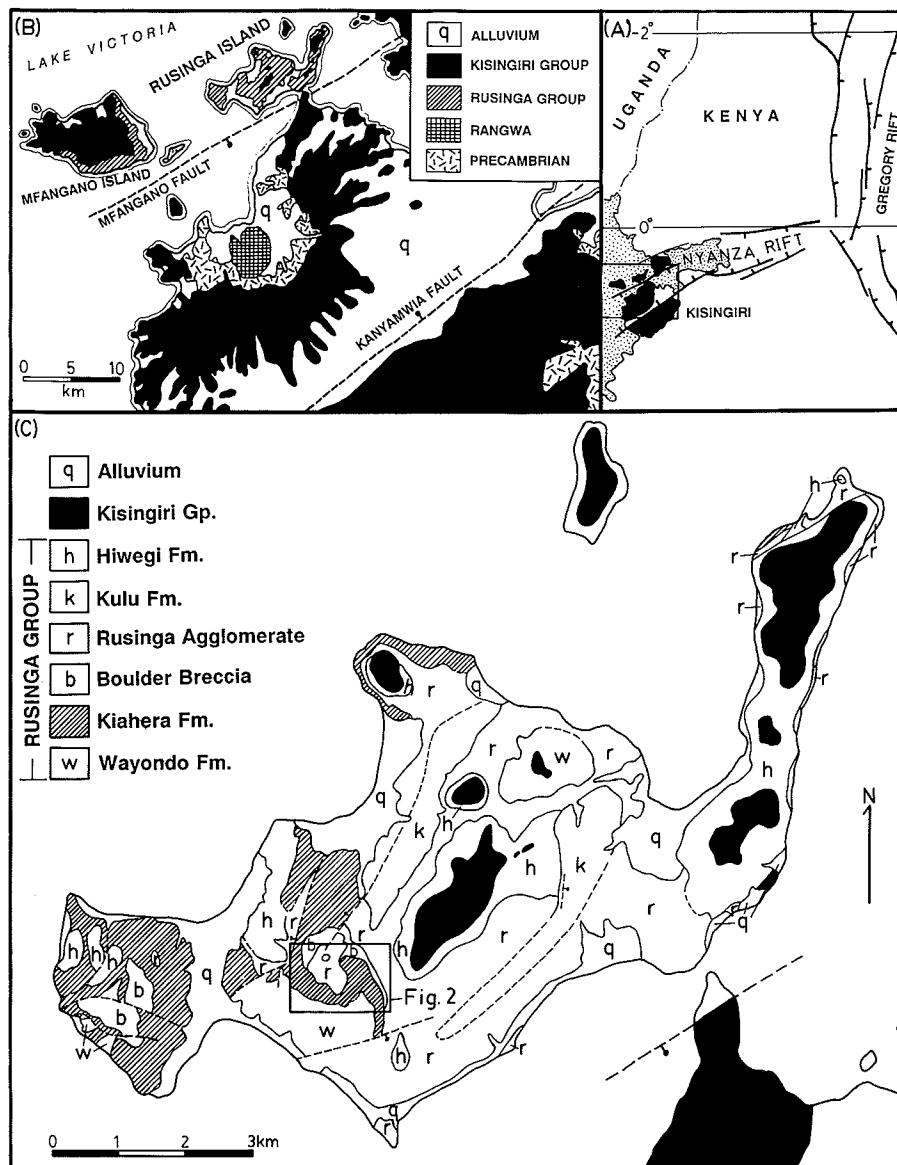 (B)
LAKE VICTORIA
RUSINGA ISLAND
MFANGANO ISLAND
MFANGANO FAULT
q
q
KANYAMWIA FAULT
0 5 10
km
q ALLUVIUM
KISINGIRI GROUP
RUSINGA GROUP
RANGWA
PRECAMBRIAN
(A)
-2°
UGANDA
KENYA
GREGORY RIFT
0°
NYANZA RIFT
KISINGIRI
(C)
q Alluvium
Kisingiri Gp.
RUSINGA GROUP
h Hiwegi Fm.
k Kulu Fm.
r Rusinga Agglomerate
b Boulder Breccia
Kiahera Fm.
w Wayondo Fm.
h
r
r
r
r
r
h
r
q
r
w
r
q
h
k
h
q
h
k
r
h
r
b
r
b
h
r
q
q
r
h
h
h
r
b
q
r
r
r
Fig. 2
b
w
w
h
r
r
q
r
N
0 1 2 3km